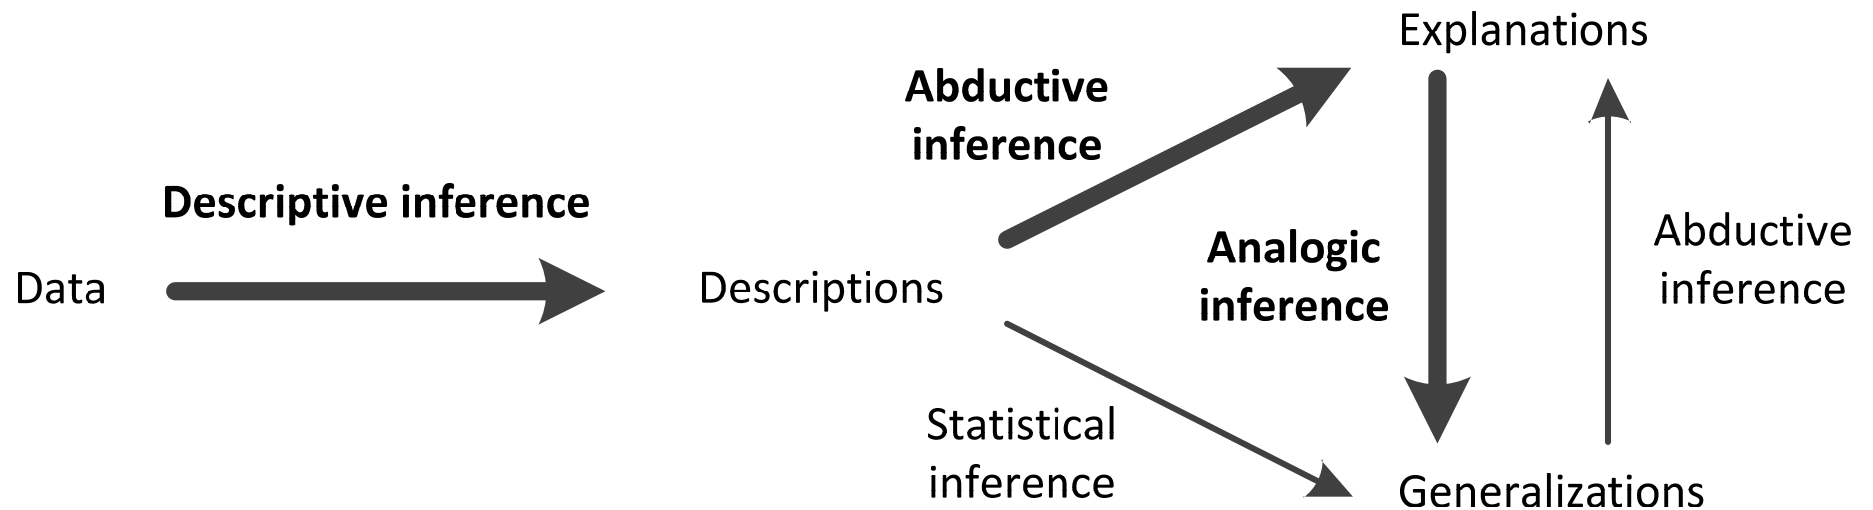 Explanations
Abductive
inference
Descriptive inference
Data
Descriptions
Analogic
inference
Abductive
inference
Statistical
inference
Generalizations